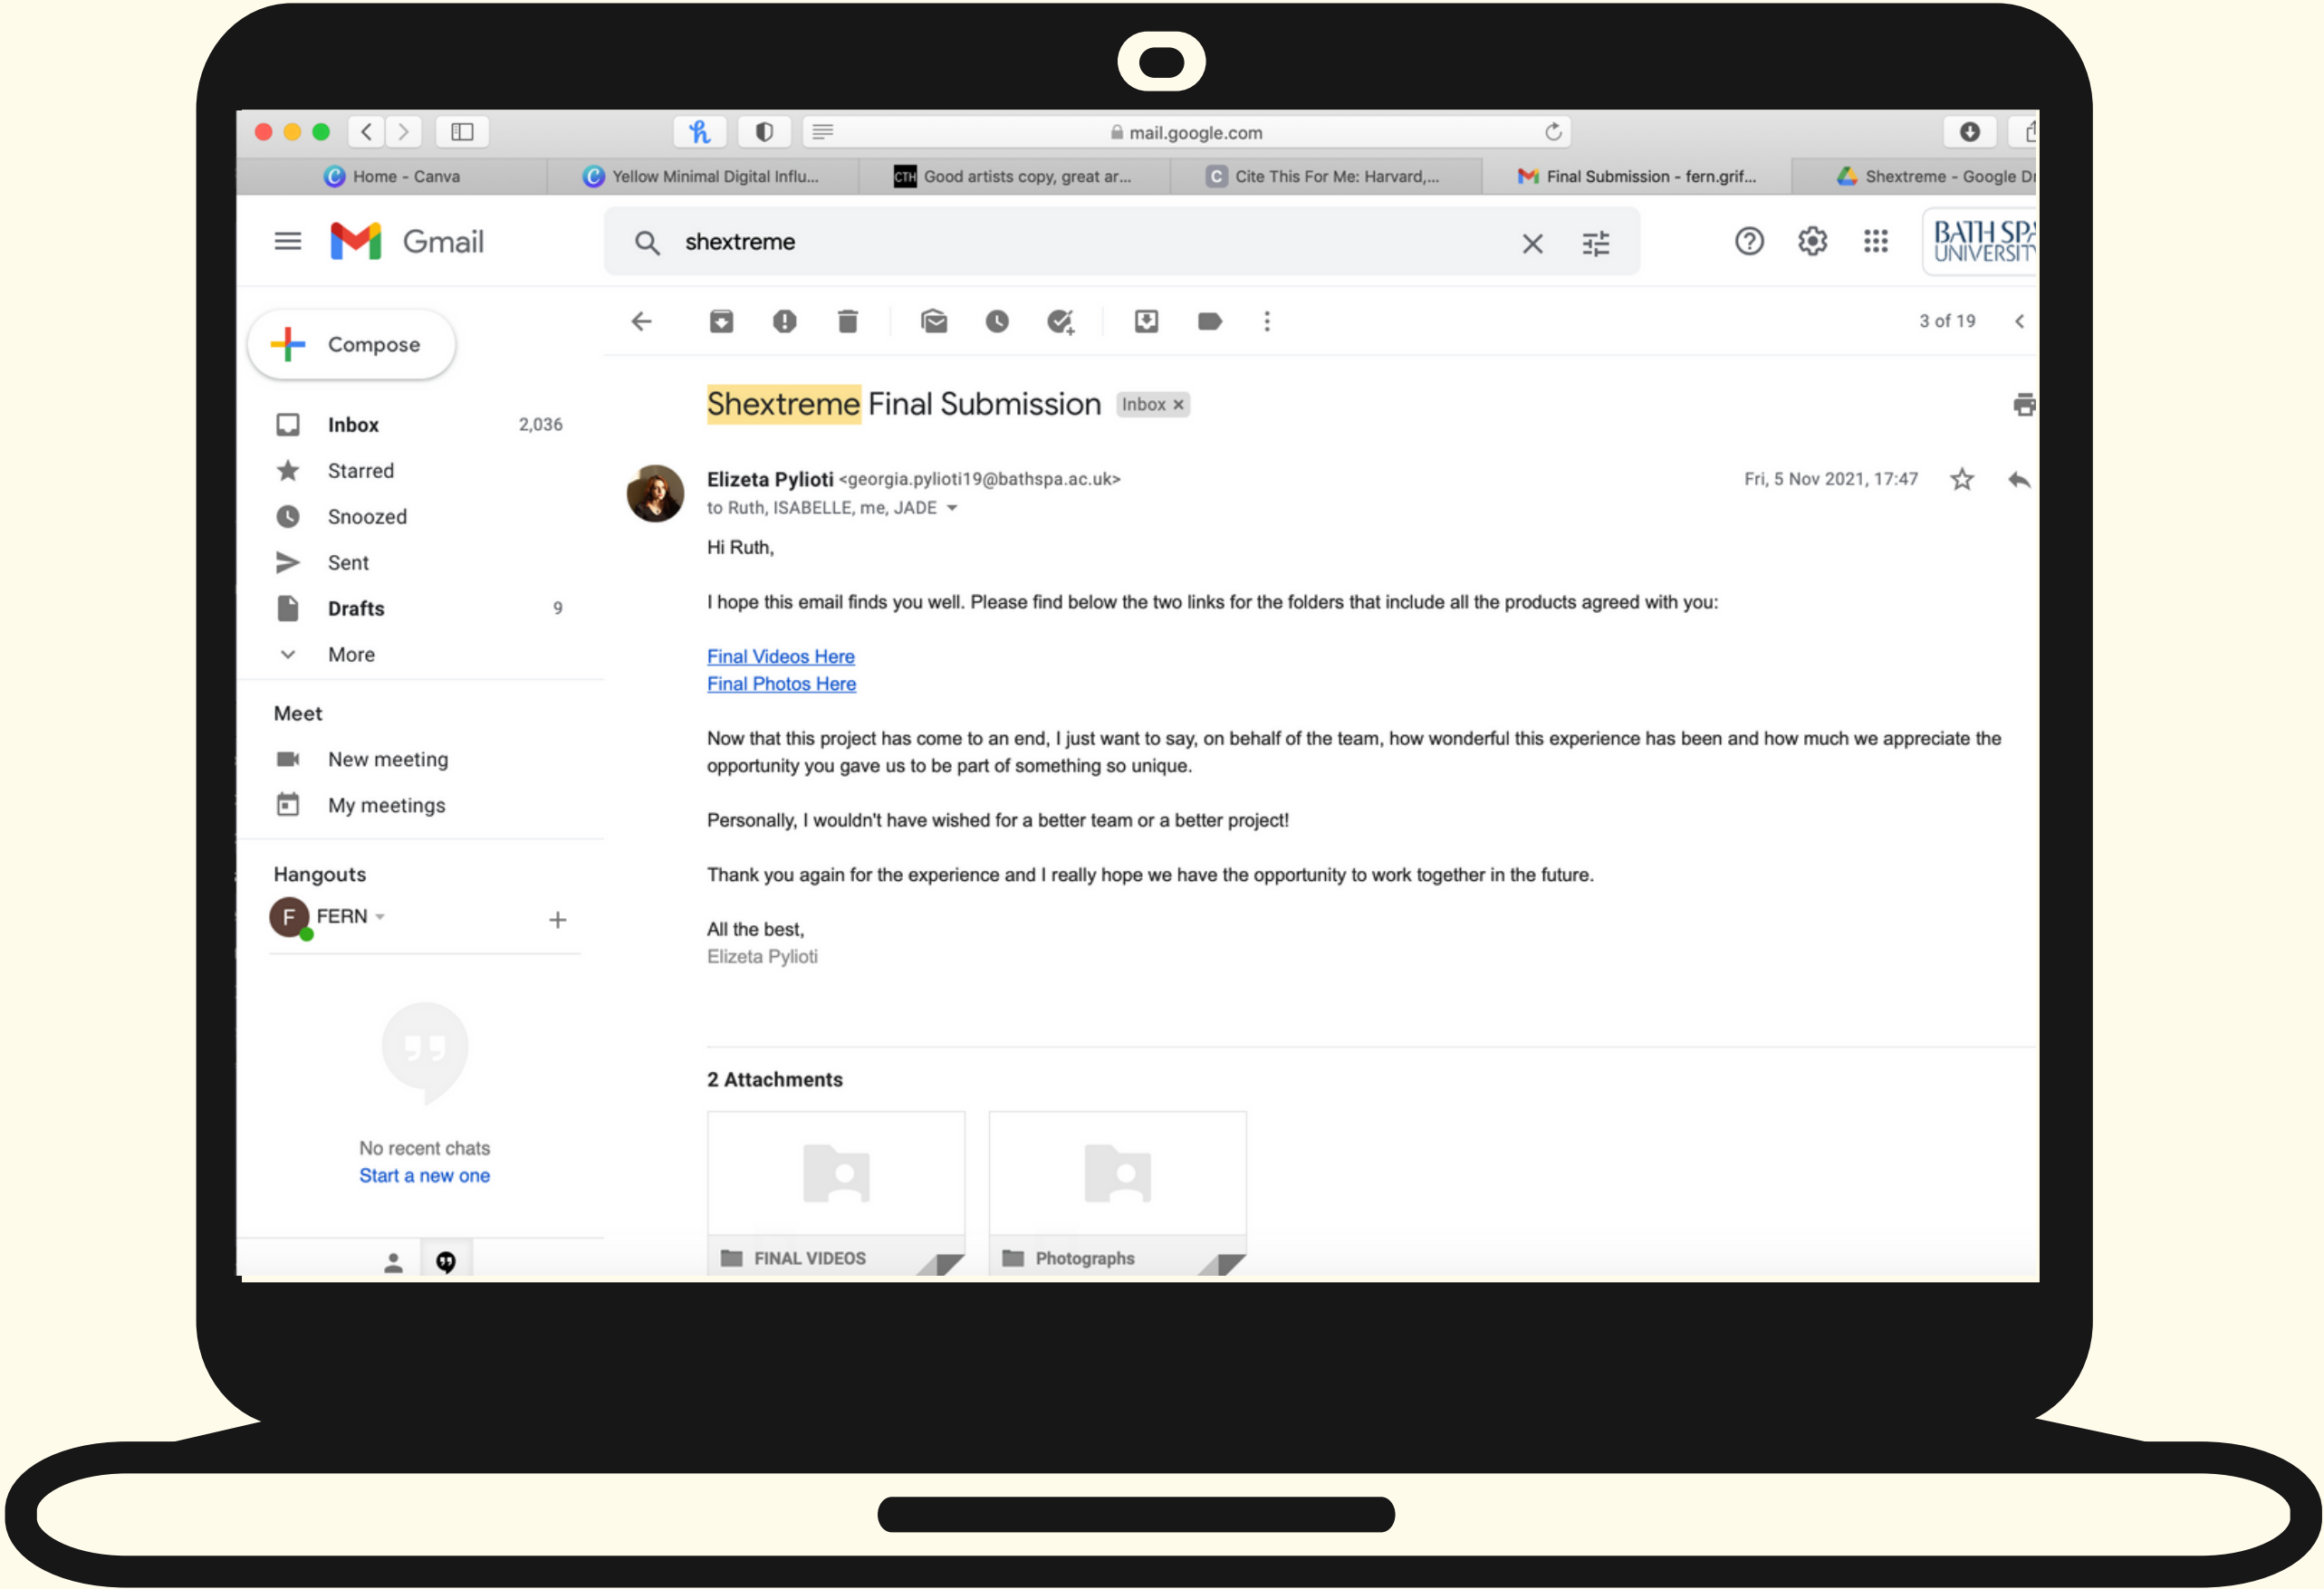 mail.google.com
Home - Canva
Yellow Minimal Digital Influ...
CTH Good artists copy, great ar...
C Cite This For Me: Harvard,...
Final Submission - fern.grif...
Shextreme - Google
Gmail
shextreme
BATH
UNIVERSIT
Compose
3 of 19
Shextreme Final Submission Inbox ×
Inbox 2,036
Starred
Snoozed
Sent
Drafts 9
More
Meet
New meeting
My meetings
Hangouts
F FERN
No recent chats
Start a new one
Elizeta Pylioti <georgia.pylioti19@bathspa.ac.uk>
Fri, 5 Nov 2021, 17:47
to Ruth, ISABELLE, me, JADE
Hi Ruth,
I hope this email finds you well. Please find below the two links for the folders that include all the products agreed with you:
Final Videos Here
Final Photos Here
Now that this project has come to an end, I just want to say, on behalf of the team, how wonderful this experience has been and how much we appreciate the
opportunity you gave us to be part of something so unique.
Personally, I wouldn't have wished for a better team or a better project!
Thank you again for the experience and I really hope we have the opportunity to work together in the future.
All the best,
Elizeta Pylioti
2 Attachments
FINAL VIDEOS
Photographs